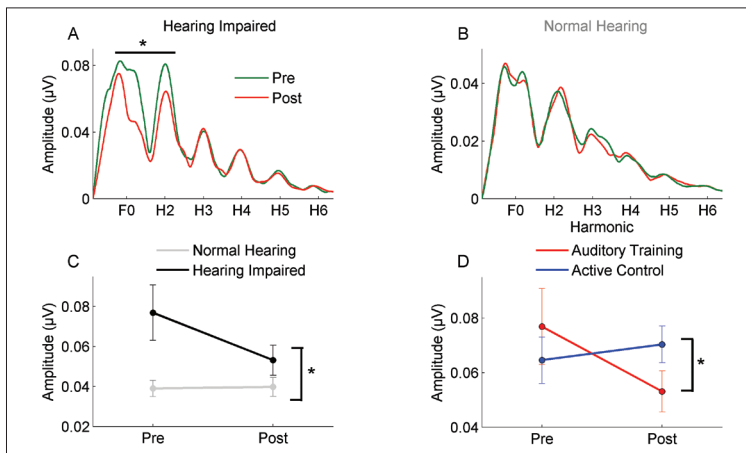 A
Hearing Impaired
*
Amplitude (µV)
0.08
0.04
0
Pre
Post
F0 H2 H3 H4 H5 H6
B
Normal Hearing
Amplitude (µV)
0.04
0.02
0
F0 H2 H3 H4 H5 H6
Harmonic
C
Normal Hearing
Hearing Impaired
Amplitude (µV)
0.08
0.06
0.04
0.02
*
Pre Post
D
Auditory Training
Active Control
Amplitude (µV)
0.08
0.06
0.04
*
Pre Post